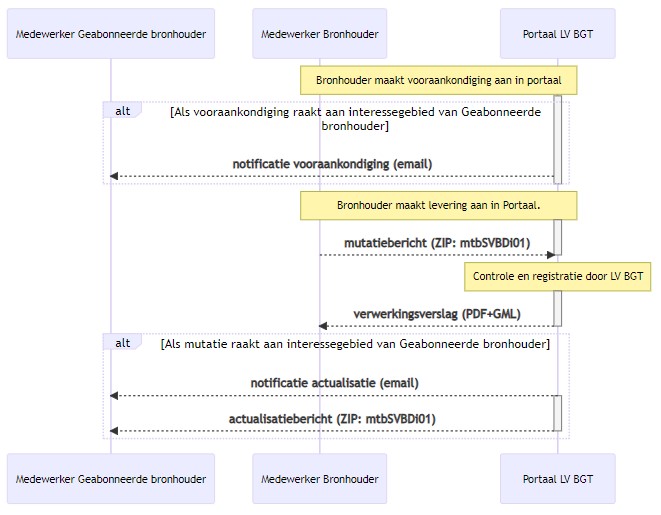 Medewerker Geabonneerde bronhouder
Medewerker Bronhouder
Portaal LV BGT
Bronhouder maakt vooraankondiging aan in portaal
alt
[Als vooraankondiging raakt aan interessegebied van Geabonneerde
bronhouder]
notificatie vooraankondiging (email)
Bronhouder maakt levering aan in Portaal.
mutatiebericht (ZIP: mtbSVBDi01)
Controle en registratie door LV BGT
verwerkingsverslag (PDF+GML)
alt
[Als mutatie raakt aan interessegebied van Geabonneerde bronhouder]
notificatie actualisatie (email)
actualisatiebericht (ZIP: mtbSVBDi01)
Medewerker Geabonneerde bronhouder
Medewerker Bronhouder
Portaal LV BGT